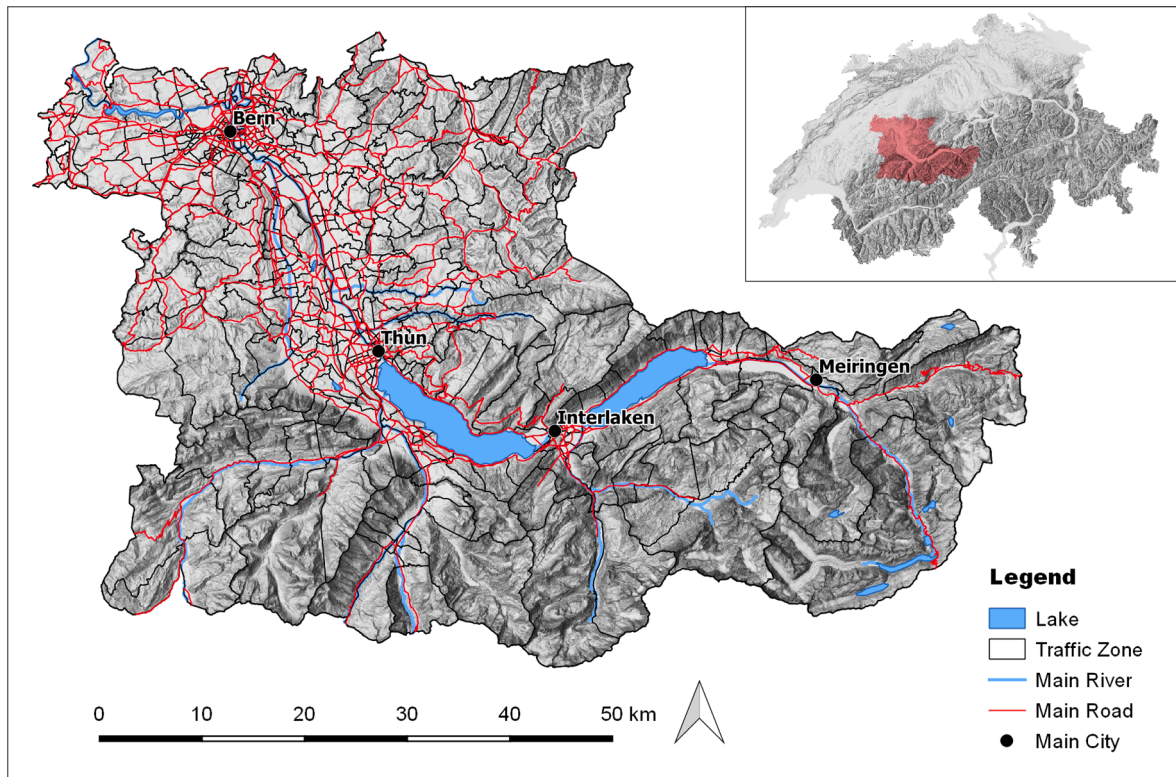 Bern
Thun
Meiringen
Interlaken
Legend
Lake
Traffic Zone
Main River
Main Road
Main City
0 10 20 30 40 50 km